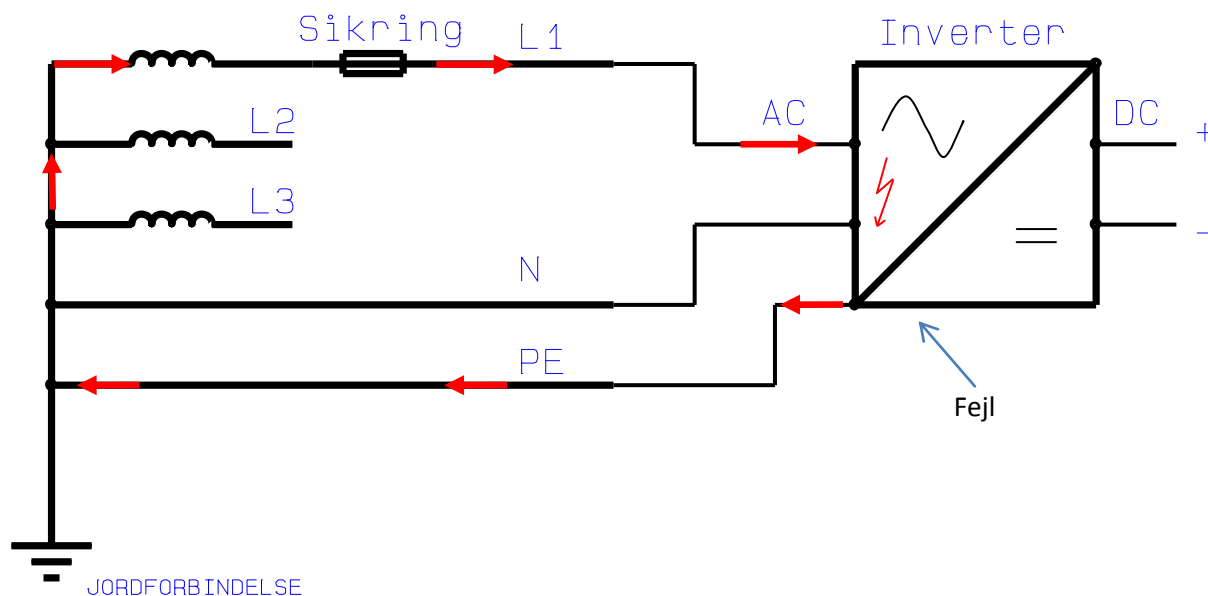 Sikring
L1
Inverter
L2
AC
DC
+
L3
-
N
PE
Fejl
JORDFORBINDELSE